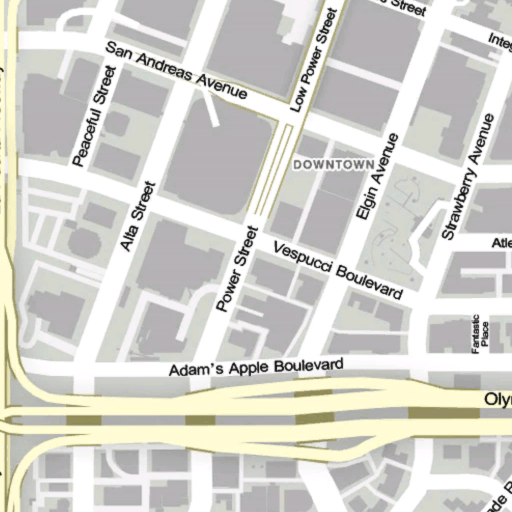 Street
Low Power Street
San Andreas Avenue
Peaceful Street
DOWNTOWN
Elgin Avenue
Strawberry Avenue
Alta Street
Power Street
Vespucci Boulevard
Fantastic
Place
Adam's Apple Boulevard